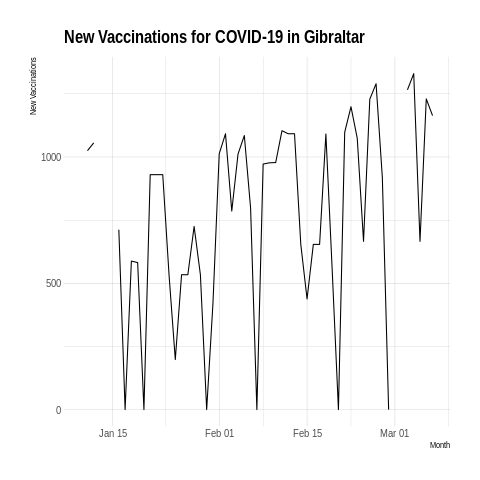 New Vaccinations for COVID-19 in Gibraltar
New Vaccinations
1000
500
0
Jan 15
Feb 01
Feb 15
Mar 01
Month